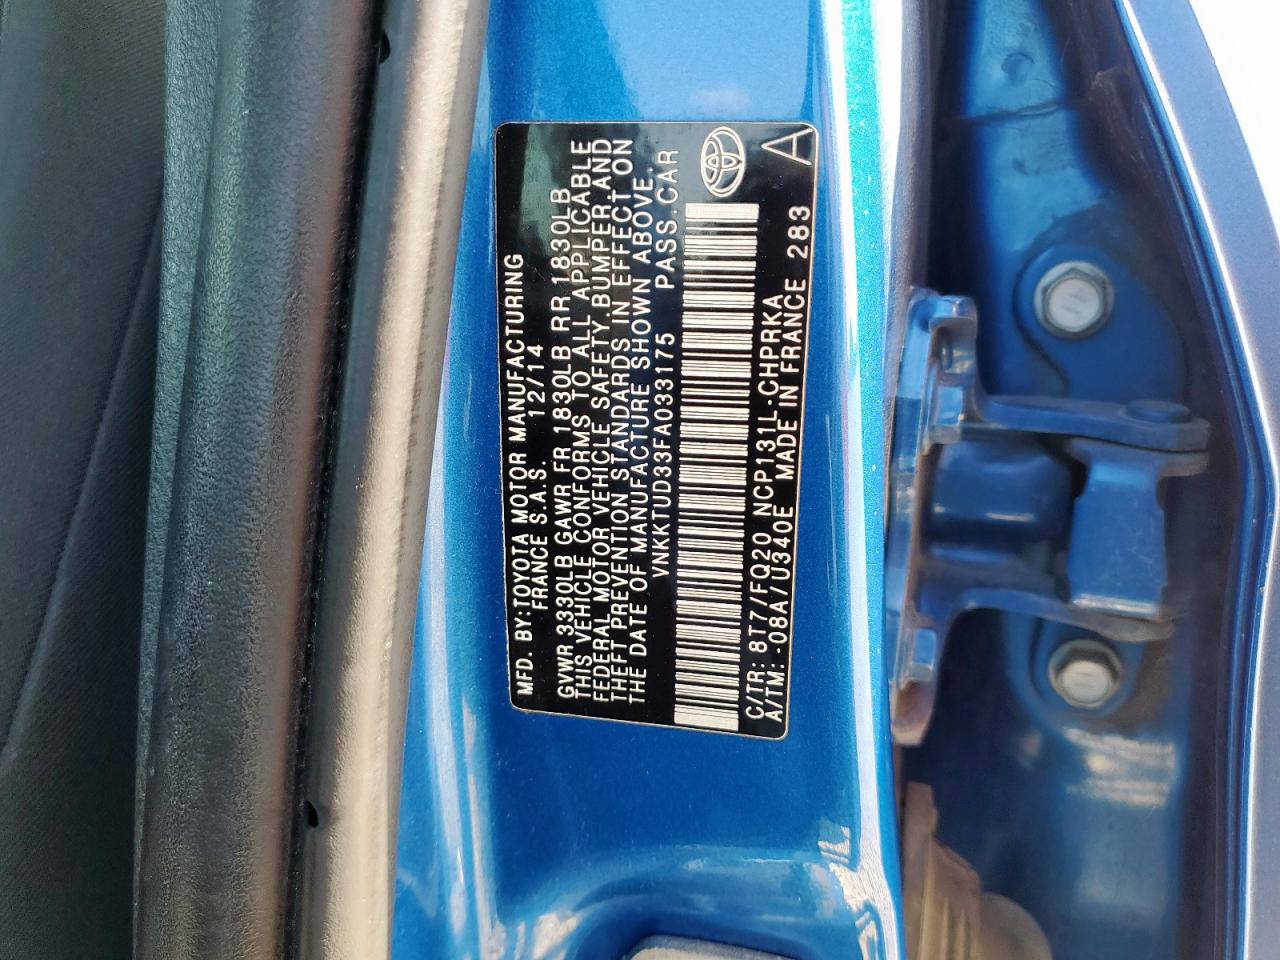 MFD. BY:TOYOTA MOTOR MANUFACTURING
FRANCE S.A.S. 12/14
GVWR 3330LB GAWR FR 1830LB RR 1830LB
THIS VEHICLE CONFORMS TO ALL APPLICABLE
FEDERAL MOTOR VEHICLE SAFETY,BUMPER,AND
THEFT PREVENTION STANDARDS IN EFFECT ON
THE DATE OF MANUFACTURE SHOWN ABOVE.
VNKKTUD33FA033175 PASS.CAR
C/TR: 8T7/FQ20 NCP131L-CHPRKA
A/TM: -08A/U340E MADE IN FRANCE 283 A